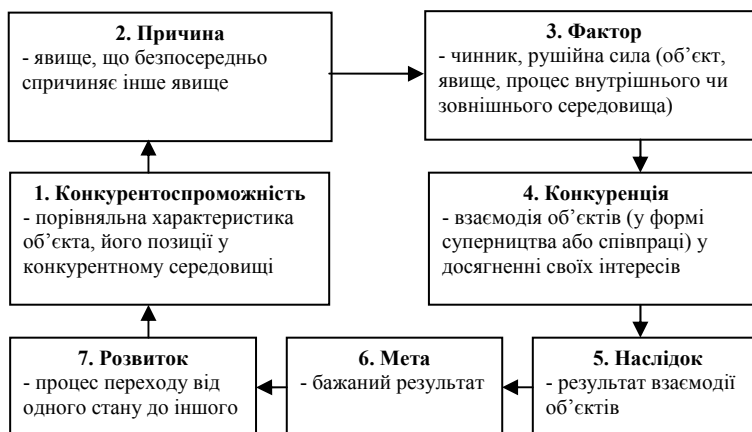 2. Причина
- явище, що безпосередньо
спричиняє інше явище
3. Фактор
- чинник, рушійна сила (об’єкт,
явище, процес внутрішнього чи
зовнішнього середовища)
1. Конкурентоспроможність
- порівняльна характеристика
об’єкта, його позиції у
конкурентному середовищі
4. Конкуренція
- взаємодія об’єктів (у формі
суперництва або співпраці) у
досягненні своїх інтересів
7. Розвиток
- процес переходу від
одного стану до іншого
6. Мета
- бажаний результат
5. Наслідок
- результат взаємодії
об’єктів